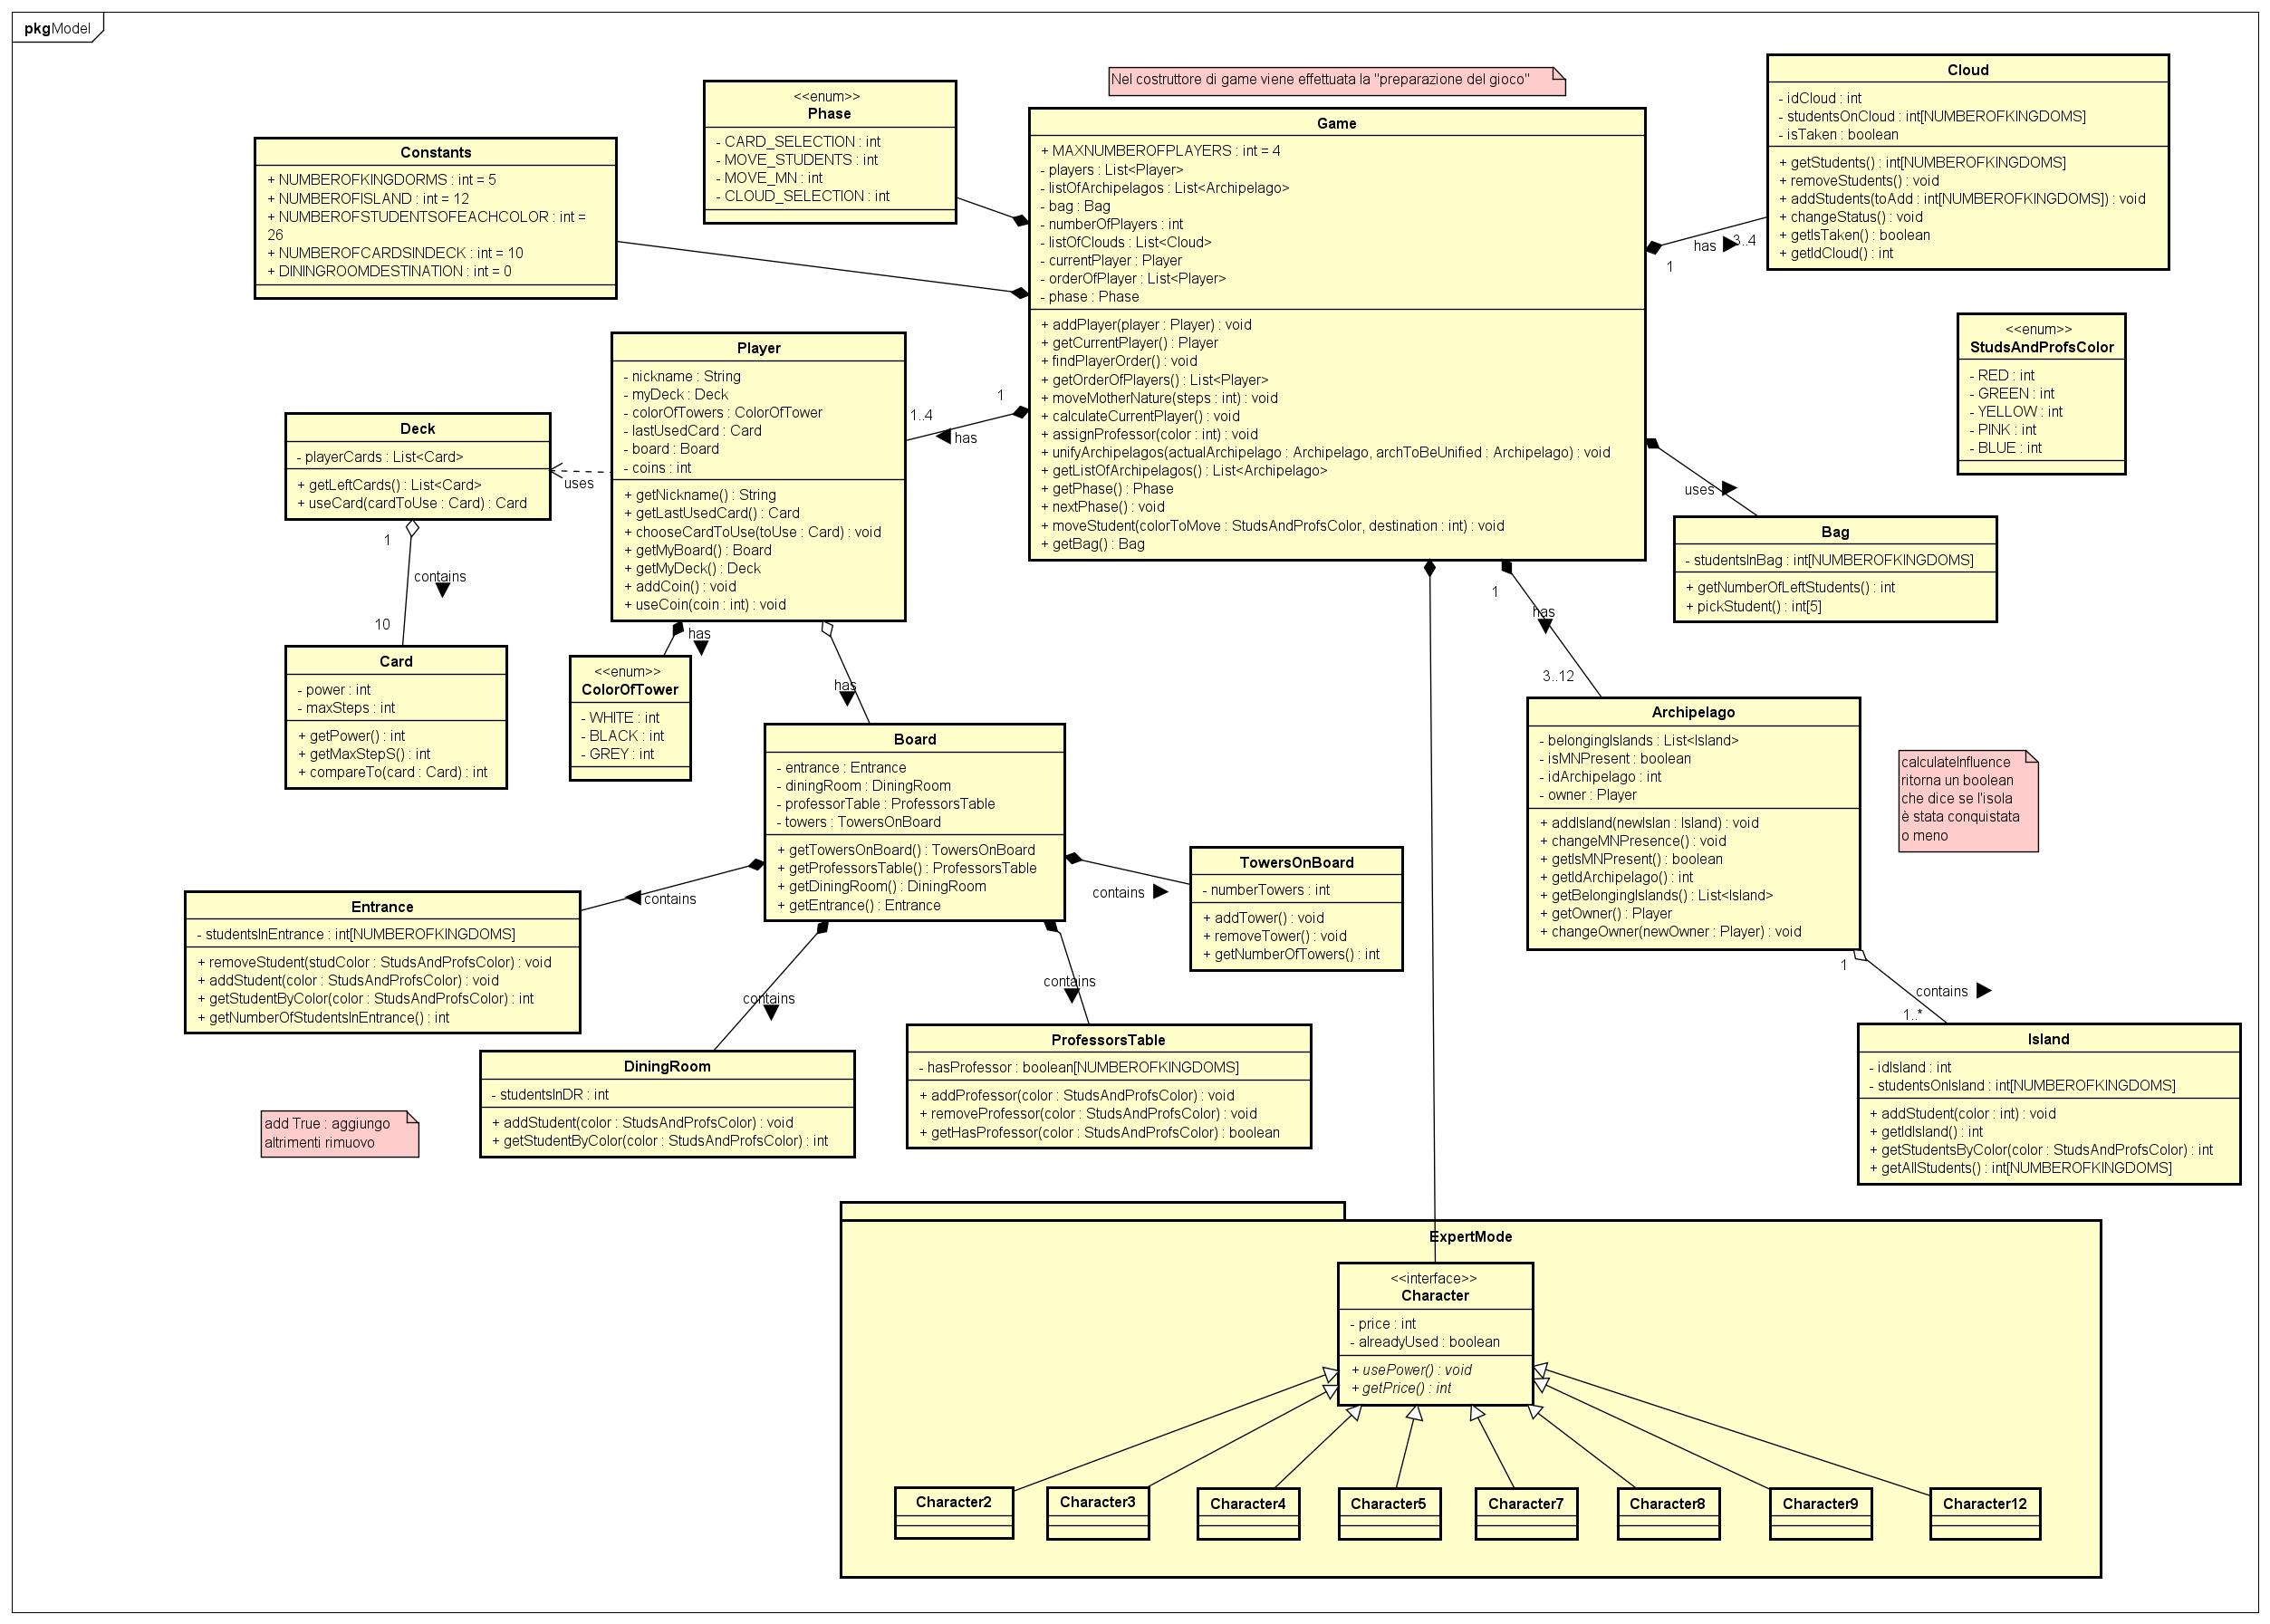 pkgModel
Nel costruttore di game viene effettuata la "preparazione del gioco"
<<enum>>
Phase
- CARD_SELECTION : int
- MOVE_STUDENTS : int
- MOVE_MN : int
- CLOUD_SELECTION : int
Constants
+ NUMBEROFKINGDORMS : int = 5
+ NUMBEROFISLAND : int = 12
+ NUMBEROFSTUDENTSOFEACHCOLOR : int =
26
+ NUMBEROFCARDSINDECK : int = 10
+ DININGROOMDESTINATION : int = 0
Game
+ MAXNUMBEROFPLAYERS : int = 4
- players : List<Player>
- listOfArchipelagos : List<Archipelago>
- bag : Bag
- numberOfPlayers : int
- listOfClouds : List<Cloud>
- currentPlayer : Player
- orderOfPlayer : List<Player>
- phase : Phase
+ addPlayer(player : Player) : void
+ getCurrentPlayer() : Player
+ findPlayerOrder() : void
+ getOrderOfPlayers() : List<Player>
+ moveMotherNature(steps : int) : void
+ calculateCurrentPlayer() : void
+ assignProfessor(color : int) : void
+ unifyArchipelagos(actualArchipelago : Archipelago, archToBeUnified : Archipelago) : void
+ getListOfArchipelagos() : List<Archipelago>
+ getPhase() : Phase
+ nextPhase() : void
+ moveStudent(colorToMove : StudsAndProfsColor, destination : int) : void
+ getBag() : Bag
Cloud
- idCloud : int
- studentsOnCloud : int[NUMBEROFKINGDOMS]
- isTaken : boolean
+ getStudents() : int[NUMBEROFKINGDOMS]
+ removeStudents() : void
+ addStudents(toAdd : int[NUMBEROFKINGDOMS]) : void
+ changeStatus() : void
+ getIsTaken() : boolean
+ getIdCloud() : int
has
3..4
1
<<enum>>
StudsAndProfsColor
- RED : int
- GREEN : int
- YELLOW : int
- PINK : int
- BLUE : int
Player
- nickname : String
- myDeck : Deck
- colorOfTowers : ColorOfTower
- lastUsedCard : Card
- board : Board
- coins : int
+ getNickname() : String
+ getLastUsedCard() : Card
+ chooseCardToUse(toUse : Card) : void
+ getMyBoard() : Board
+ getMyDeck() : Deck
+ addCoin() : void
+ useCoin(coin : int) : void
1
1..4
has
Deck
- playerCards : List<Card>
+ getLeftCards() : List<Card>
+ useCard(cardToUse : Card) : Card
uses
1
contains
10
Card
- power : int
- maxSteps : int
+ getPower() : int
+ getMaxStepS() : int
+ compareTo(card : Card) : int
has
<<enum>>
ColorOfTower
- WHITE : int
- BLACK : int
- GREY : int
has
uses
Bag
- studentsInBag : int[NUMBEROFKINGDOMS]
+ getNumberOfLeftStudents() : int
+ pickStudent() : int[5]
1
has
3..12
Archipelago
- belongingIslands : List<Island>
- isMNPresent : boolean
- idArchipelago : int
- owner : Player
+ addIsland(newIslan : Island) : void
+ changeMNPresence() : void
+ getIsMNPresent() : boolean
+ getIdArchipelago() : int
+ getBelongingIslands() : List<Island>
+ getOwner() : Player
+ changeOwner(newOwner : Player) : void
calculateInfluence
ritorna un boolean
che dice se l'isola
è stata conquistata
o meno
Board
- entrance : Entrance
- diningRoom : DiningRoom
- professorTable : ProfessorsTable
- towers : TowersOnBoard
+ getTowersOnBoard() : TowersOnBoard
+ getProfessorsTable() : ProfessorsTable
+ getDiningRoom() : DiningRoom
+ getEntrance() : Entrance
contains
TowersOnBoard
- numberTowers : int
+ addTower() : void
+ removeTower() : void
+ getNumberOfTowers() : int
contains
Entrance
- studentsInEntrance : int[NUMBEROFKINGDOMS]
+ removeStudent(studColor : StudsAndProfsColor) : void
+ addStudent(color : StudsAndProfsColor) : void
+ getStudentByColor(color : StudsAndProfsColor) : int
+ getNumberOfStudentsInEntrance() : int
contains
contains
DiningRoom
- studentsInDR : int
+ addStudent(color : StudsAndProfsColor) : void
+ getStudentByColor(color : StudsAndProfsColor) : int
ProfessorsTable
- hasProfessor : boolean[NUMBEROFKINGDOMS]
+ addProfessor(color : StudsAndProfsColor) : void
+ removeProfessor(color : StudsAndProfsColor) : void
+ getHasProfessor(color : StudsAndProfsColor) : boolean
1
contains
1..*
Island
- idIsland : int
- studentsOnIsland : int[NUMBEROFKINGDOMS]
+ addStudent(color : int) : void
+ getIdIsland() : int
+ getStudentsByColor(color : StudsAndProfsColor) : int
+ getAllStudents() : int[NUMBEROFKINGDOMS]
add True : aggiungo
altrimenti rimuovo
ExpertMode
<<interface>>
Character
- price : int
- alreadyUsed : boolean
+ usePower() : void
+ getPrice() : int
Character2
Character3
Character4
Character5
Character7
Character8
Character9
Character12